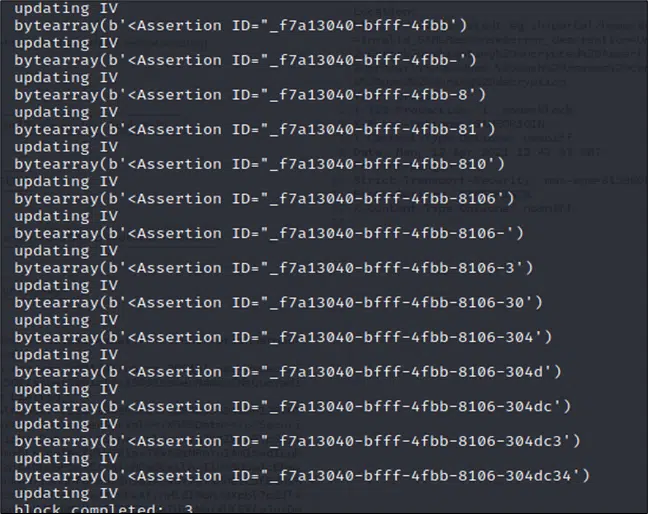 updating IV
bytearray(b'<Assertion ID="_f7a13040-bfff-4fbb')
updating IV
bytearray(b'<Assertion ID="_f7a13040-bfff-4fbb-')
updating IV
bytearray(b'<Assertion ID="_f7a13040-bfff-4fbb-8')
updating IV
bytearray(b'<Assertion ID="_f7a13040-bfff-4fbb-81')
updating IV
bytearray(b'<Assertion ID="_f7a13040-bfff-4fbb-810')
updating IV
bytearray(b'<Assertion ID="_f7a13040-bfff-4fbb-8106')
updating IV
bytearray(b'<Assertion ID="_f7a13040-bfff-4fbb-8106-')
updating IV
bytearray(b'<Assertion ID="_f7a13040-bfff-4fbb-8106-3')
updating IV
bytearray(b'<Assertion ID="_f7a13040-bfff-4fbb-8106-30')
updating IV
bytearray(b'<Assertion ID="_f7a13040-bfff-4fbb-8106-304')
updating IV
bytearray(b'<Assertion ID="_f7a13040-bfff-4fbb-8106-304d')
updating IV
bytearray(b'<Assertion ID="_f7a13040-bfff-4fbb-8106-304dc')
updating IV
bytearray(b'<Assertion ID="_f7a13040-bfff-4fbb-8106-304dc3')
updating IV
bytearray(b'<Assertion ID="_f7a13040-bfff-4fbb-8106-304dc34')
updating IV
block completed: 3